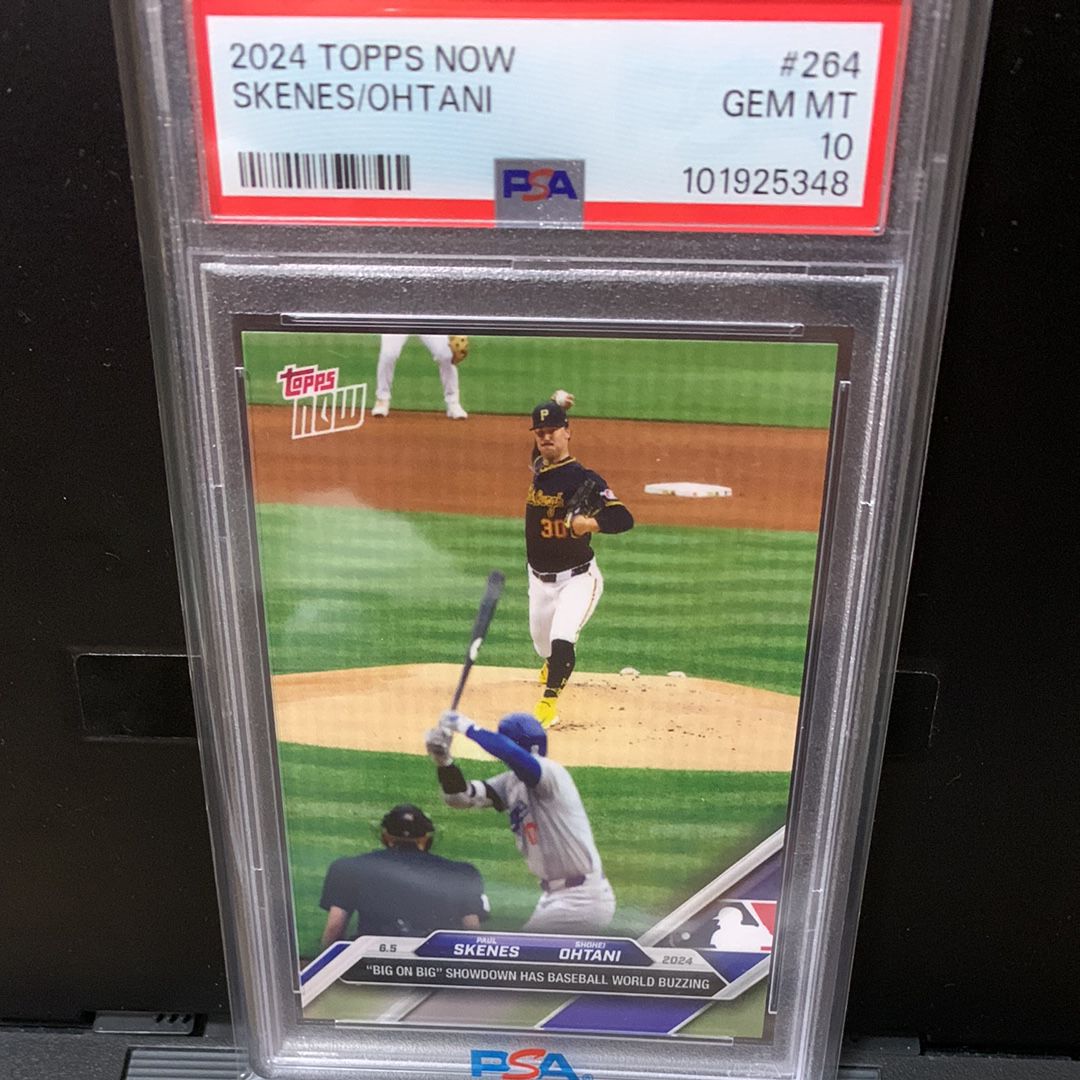 2024 TOPPS NOW #264
SKENES/OHTANI GEM MT
10
PSA 101925348
topps
now
P
30
PAUL SHOHEI
6.5 SKENES OHTANI 2024
"BIG ON BIG" SHOWDOWN HAS BASEBALL WORLD BUZZING
PSA